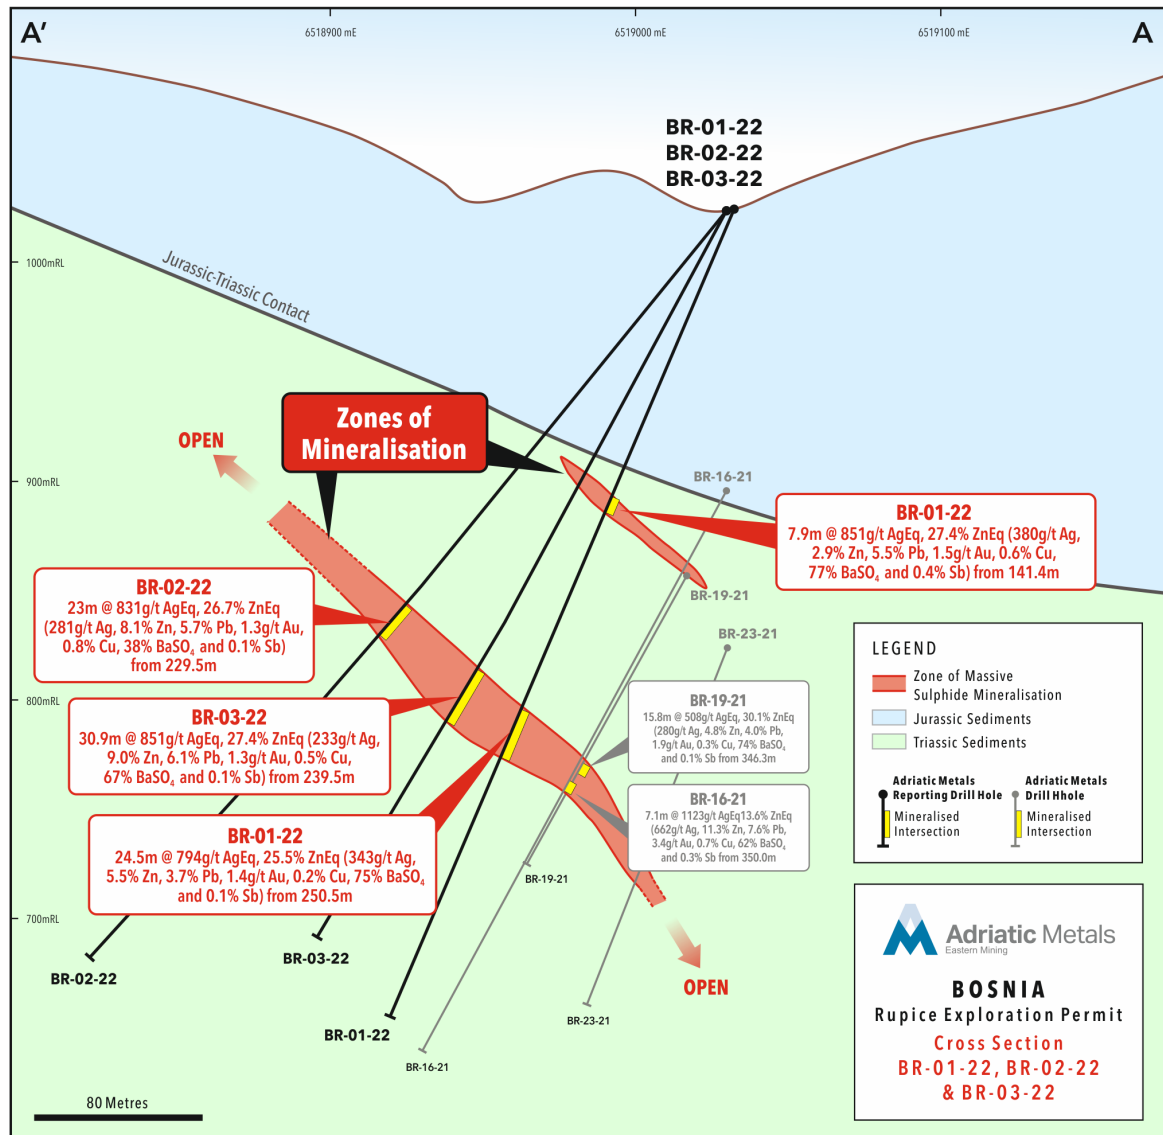 A'
6518900 mE
6519000 mE
6519100 mE
A
BR-01-22
BR-02-22
BR-03-22
1000mRL
Jurassic-Triassic Contact
Zones of
Mineralisation
OPEN
900mRL
BR-16-21
BR-01-22
7.9m @ 851g/t AgEq, 27.4% ZnEq (380g/t Ag,
2.9% Zn, 5.5% Pb, 1.5g/t Au, 0.6% Cu,
77% BaSO₄ and 0.4% Sb) from 141.4m
BR-19-21
BR-23-21
BR-02-22
23m @ 831g/t AgEq, 26.7% ZnEq
(281g/t Ag, 8.1% Zn, 5.7% Pb, 1.3g/t Au,
0.8% Cu, 38% BaSO₄ and 0.1% Sb)
from 229.5m
800mRL
BR-03-22
30.9m @ 851g/t AgEq, 27.4% ZnEq (233g/t Ag,
9.0% Zn, 6.1% Pb, 1.3g/t Au, 0.5% Cu,
67% BaSO₄ and 0.1% Sb) from 239.5m
BR-01-22
24.5m @ 794g/t AgEq, 25.5% ZnEq (343g/t Ag,
5.5% Zn, 3.7% Pb, 1.4g/t Au, 0.2% Cu, 75% BaSO₄
and 0.1% Sb) from 250.5m
BR-19-21
15.8m @ 508g/t AgEq, 30.1% ZnEq
(280g/t Ag, 4.8% Zn, 4.0% Pb,
1.9g/t Au, 0.3% Cu, 74% BaSO₄
and 0.1% Sb from 346.3m
BR-16-21
7.1m @ 1123g/t AgEq13.6% ZnEq
(662g/t Ag, 11.3% Zn, 7.6% Pb,
3.4g/t Au, 0.7% Cu, 62% BaSO₄
and 0.3% Sb from 350.0m
LEGEND
Zone of Massive
Sulphide Mineralisation
Jurassic Sediments
Triassic Sediments
Adriatic Metals
Reporting Drill Hole
Mineralised
Intersection
Adriatic Metals
Drill Hhole
Mineralised
Intersection
BR-19-21
700mRL
BR-02-22
BR-03-22
BR-01-22
BR-16-21
BR-23-21
OPEN
Adriatic Metals
Eastern Mining
BOSNIA
Rupice Exploration Permit
Cross Section
BR-01-22, BR-02-22
& BR-03-22
80 Metres